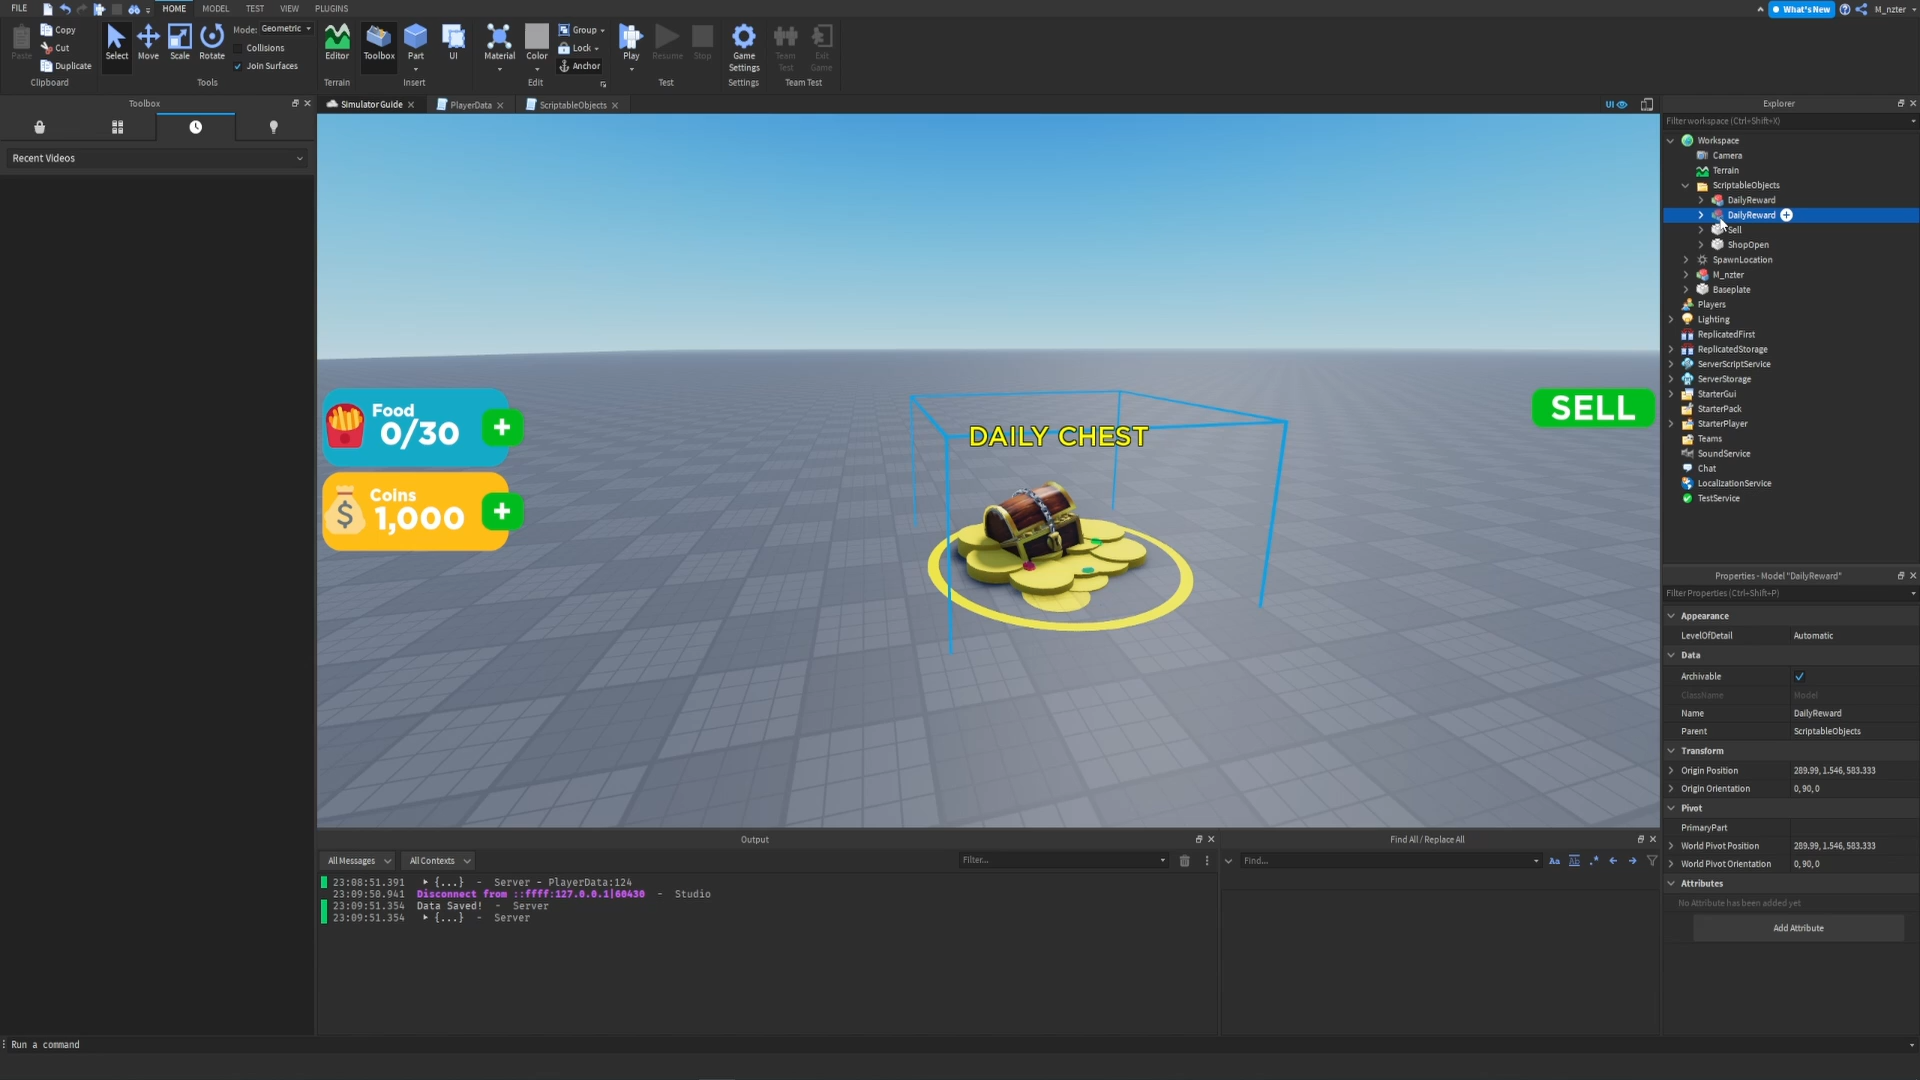 FILE
HOME
MODEL
TEST
VIEW
PLUGINS
What's New
M_nzter
Paste
Copy
Cut
Duplicate
Clipboard
Select
Move
Scale
Rotate
Mode: Geometric
Collisions
Join Surfaces
Tools
Editor
Terrain
Toolbox
Part
UI
Insert
Material
Color
Group
Lock
Anchor
Edit
Play
Resume
Stop
Test
Game
Settings
Settings
Team
Test
Exit
Game
Team Test
Toolbox
Recent Videos
Simulator Guide
PlayerData
ScriptableObjects
UI
Food
0/30
+
Coins
1,000
+
$
DAILY CHEST
SELL
Explorer
Filter workspace (Ctrl+Shift+X)
Workspace
Camera
Terrain
ScriptableObjects
DailyReward
DailyReward
Sell
ShopOpen
SpawnLocation
M_nzter
Baseplate
Players
Lighting
ReplicatedFirst
ReplicatedStorage
ServerScriptService
ServerStorage
StarterGui
StarterPack
StarterPlayer
Teams
SoundService
Chat
LocalizationService
TestService
Properties - Model "DailyReward"
Filter Properties (Ctrl+Shift+P)
Appearance
LevelOfDetail Automatic
Data
Archivable
ClassName Model
Name DailyReward
Parent ScriptableObjects
Transform
Origin Position 289.99, 1.546, 583.333
Origin Orientation 0, 90, 0
Pivot
PrimaryPart
World Pivot Position 289.99, 1.546, 583.333
World Pivot Orientation 0, 90, 0
Attributes
No Attribute has been added yet
Add Attribute
Output
All Messages
All Contexts
Filter...
23:08:51.391 ▶ {...} - Server - PlayerData:124
23:09:50.941 Disconnect from ::ffff:127.0.0.1|60430 - Studio
23:09:51.354 Data Saved! - Server
23:09:51.354 ▶ {...} - Server
Find All / Replace All
Find...
Aa
Ab
.*
Run a command